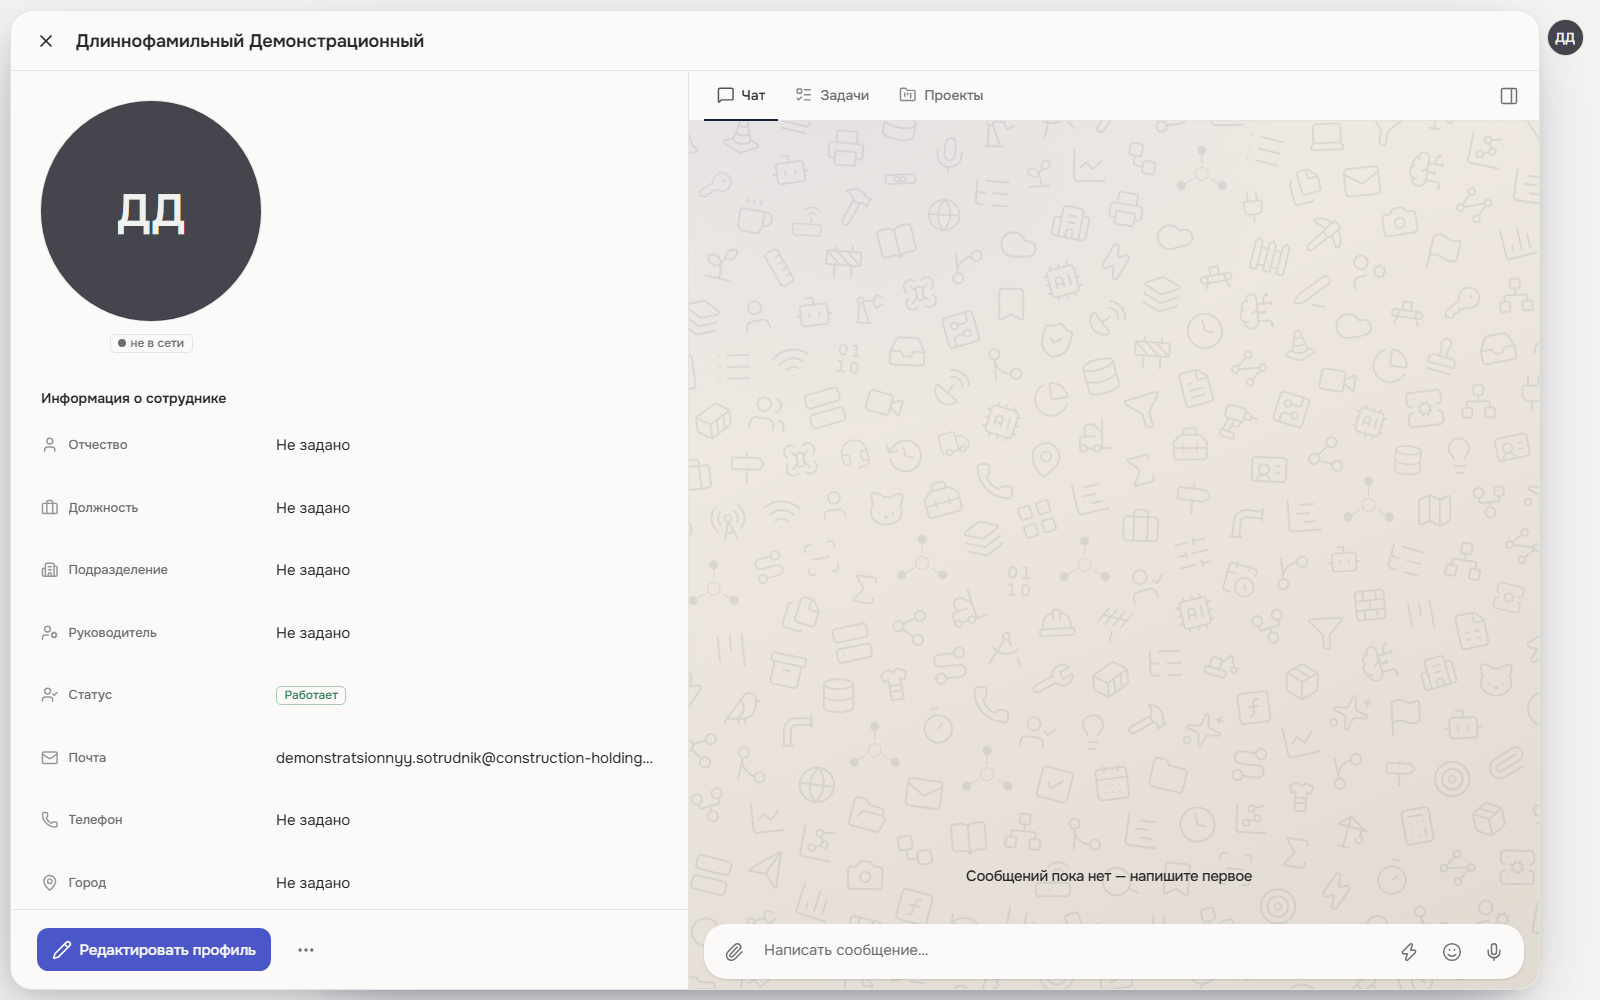 Длиннофамильный Демонстрационный
ДД
ДД
не в сети
Информация о сотруднике
Отчество
Не задано
Должность
Не задано
Подразделение
Не задано
Руководитель
Не задано
Статус
Работает
Почта
demonstratsionnyy.sotrudnik@construction-holding...
Телефон
Не задано
Город
Не задано
Редактировать профиль
Чат
Задачи
Проекты
Сообщений пока нет — напишите первое
Написать сообщение...